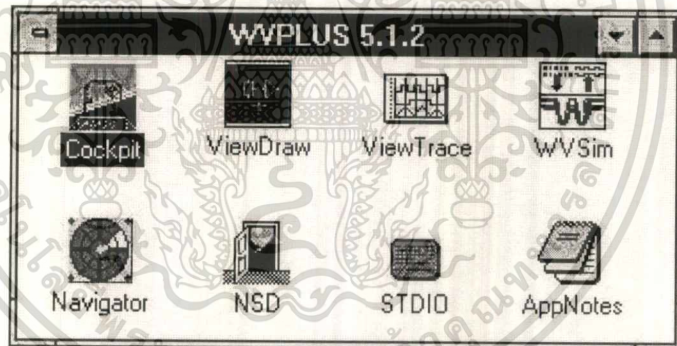 WVPLUS 5.1.2
Cockpit ViewDraw ViewTrace WVSim
Navigator NSD STDIO AppNotes